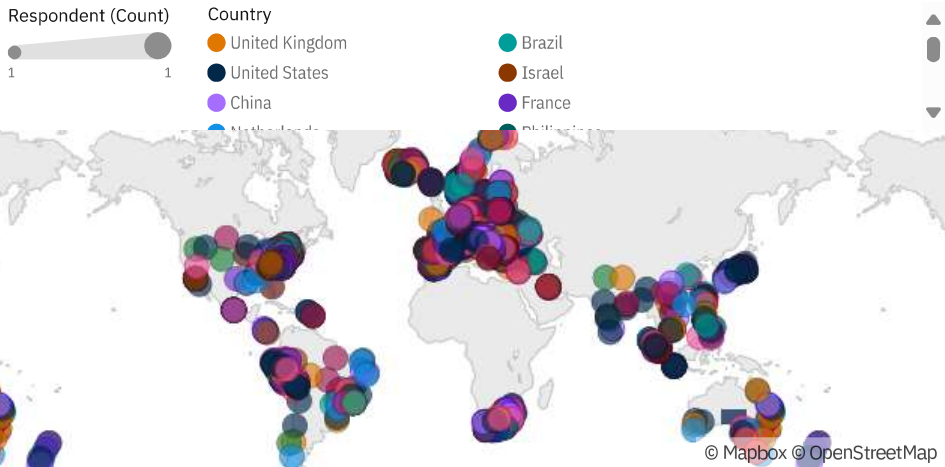 Respondent (Count)
1 1
Country
United Kingdom
United States
China
Brazil
Israel
France
© Mapbox © OpenStreetMap